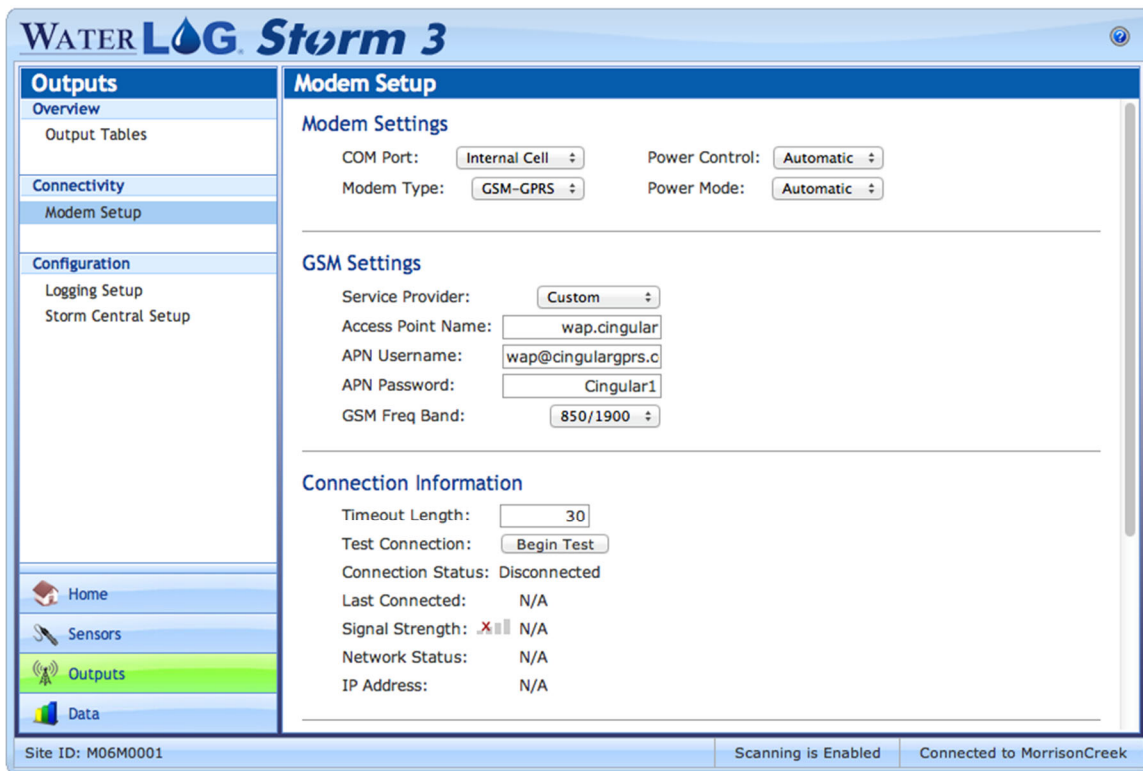 WATERLOG. Storm 3
Outputs
Overview
Output Tables
Connectivity
Modem Setup
Configuration
Logging Setup
Storm Central Setup
Home
Sensors
Outputs
Data
Modem Setup
Modem Settings
COM Port: Internal Cell Power Control: Automatic
Modem Type: GSM-GPRS Power Mode: Automatic
GSM Settings
Service Provider: Custom
Access Point Name: wap.cingular
APN Username: wap@cingulargprs.c
APN Password: Cingular1
GSM Freq Band: 850/1900
Connection Information
Timeout Length: 30
Test Connection: Begin Test
Connection Status: Disconnected
Last Connected: N/A
Signal Strength: N/A
Network Status: N/A
IP Address: N/A
Site ID: M06M0001 Scanning is Enabled Connected to MorrisonCreek